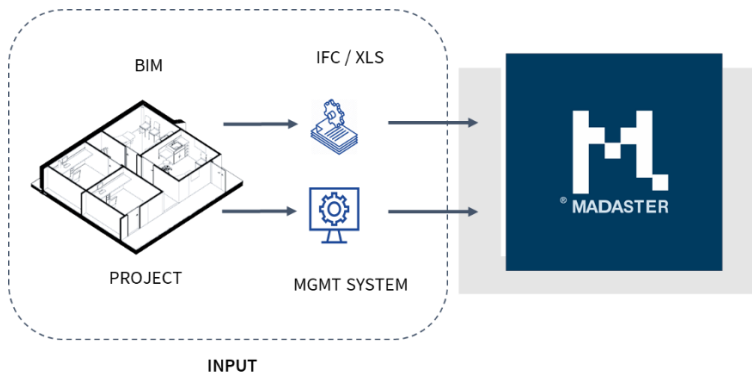 BIM
IFC / XLS
PROJECT
MGMT SYSTEM
INPUT
® MADASTER